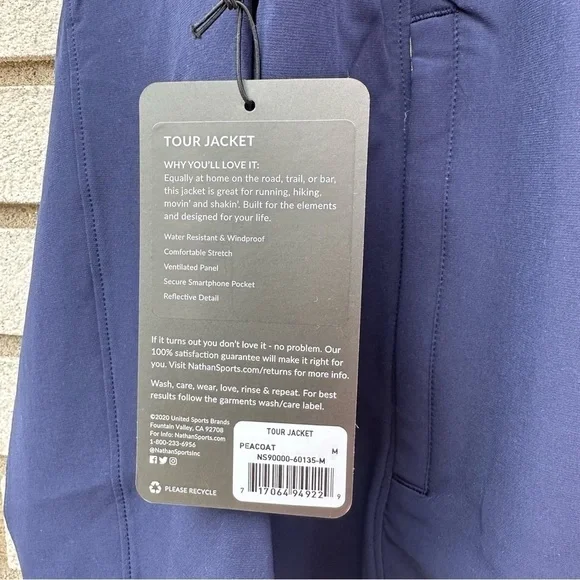 TOUR JACKET
WHY YOU'LL LOVE IT:
Equally at home on the road, trail, or bar,
this jacket is great for running, hiking,
movin' and shakin'. Built for the elements
and designed for your life.
Water Resistant & Windproof
Comfortable Stretch
Ventilated Panel
Secure Smartphone Pocket
Reflective Detail
If it turns out you don't love it - no problem. Our
100% satisfaction guarantee will make it right for
you. Visit NathanSports.com/returns for more info.
Wash, care, wear, love, rinse & repeat. For best
results follow the garments wash/care label.
©2020 United Sports Brands
Fountain Valley, CA 92708
For Info: NathanSports.com
1-800-233-6956
@NathanSportsInc
PLEASE RECYCLE
TOUR JACKET
PEACOAT M
NS90000-60135-M
7 17064 94922 9